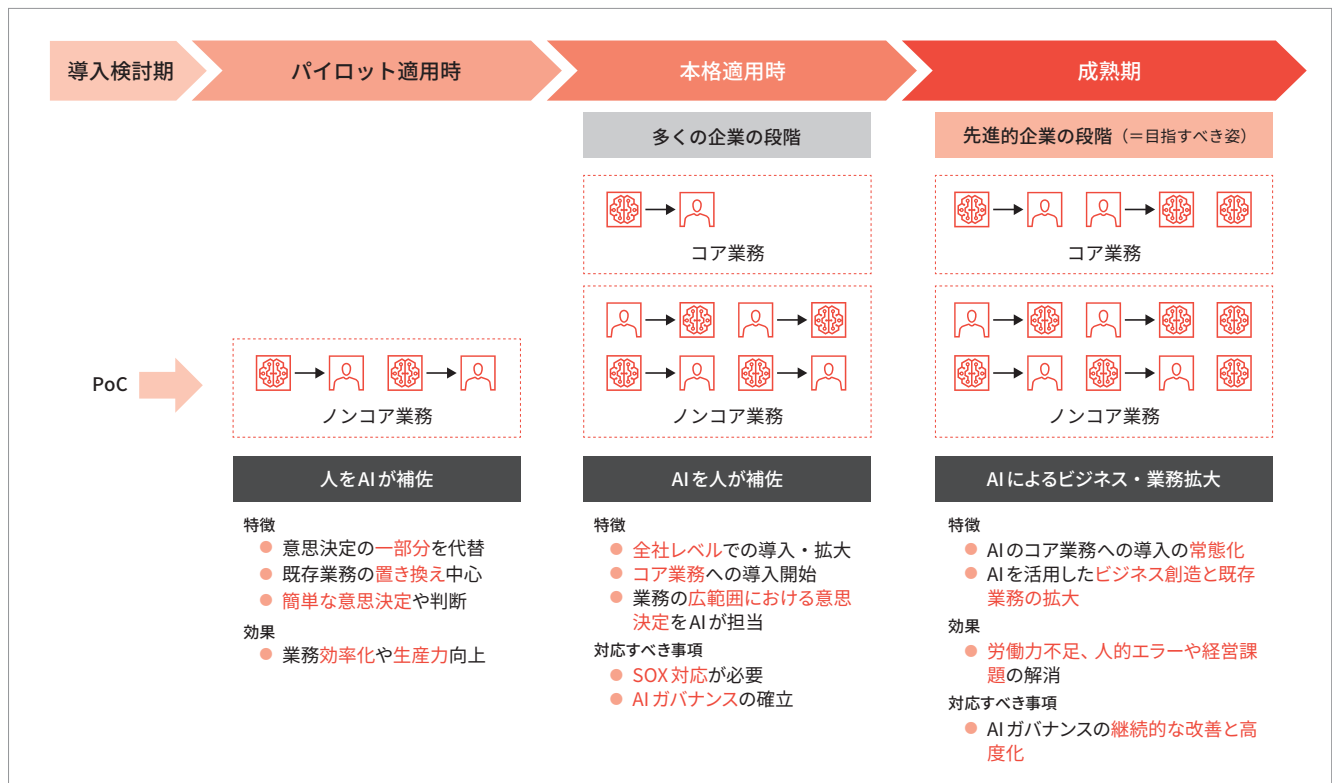 導入検討期
パイロット適用時
本格適用時
成熟期
多くの企業の段階
先進的企業の段階（＝目指すべき姿）
コア業務
コア業務
PoC
ノンコア業務
ノンコア業務
ノンコア業務
人をAIが補佐
特徴
● 意思決定の一部分を代替
● 既存業務の置き換え中心
● 簡単な意思決定や判断
効果
● 業務効率化や生産力向上
AIを人が補佐
特徴
● 全社レベルでの導入・拡大
● コア業務への導入開始
● 業務の広範囲における意思
決定をAIが担当
対応すべき事項
● SOX対応が必要
● AIガバナンスの確立
AIによるビジネス・業務拡大
特徴
● AIのコア業務への導入の常態化
● AIを活用したビジネス創造と既存
業務の拡大
効果
● 労働力不足、人的エラーや経営課
題の解消
対応すべき事項
● AIガバナンスの継続的な改善と高
度化